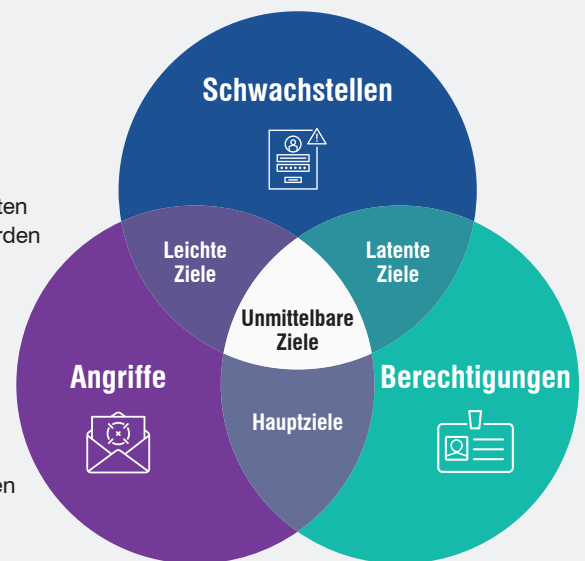 Schwachstellen
Leichte
Ziele
Latente
Ziele
Unmittelbare
Ziele
Angriffe
Berechtigungen
Hauptziele